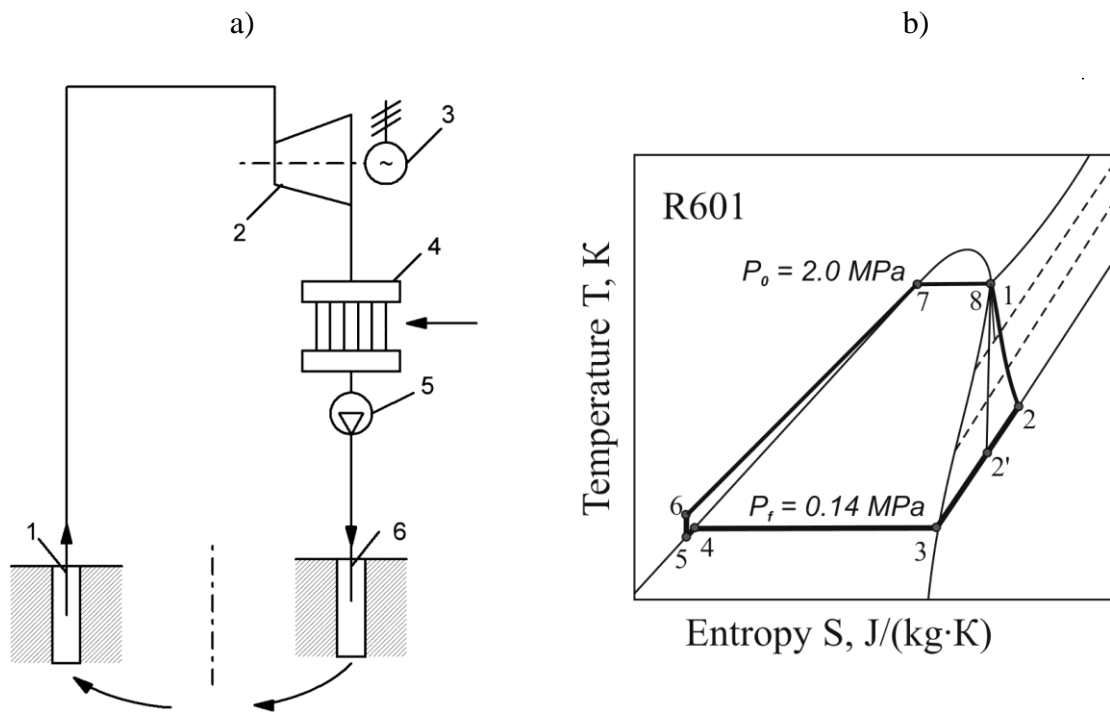 a)
b)
3
2
4
5
1
6
~
R601
P₀ = 2.0 MPa
7
8
1
2
2'
6
P_f = 0.14 MPa
5
4
3
Temperature T, K
Entropy S, J/(kg·K)